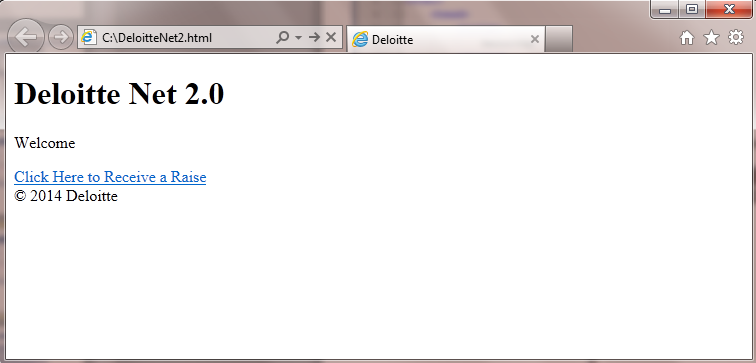 C:\DeloitteNet2.html
Deloitte
Deloitte Net 2.0
Welcome
Click Here to Receive a Raise
© 2014 Deloitte